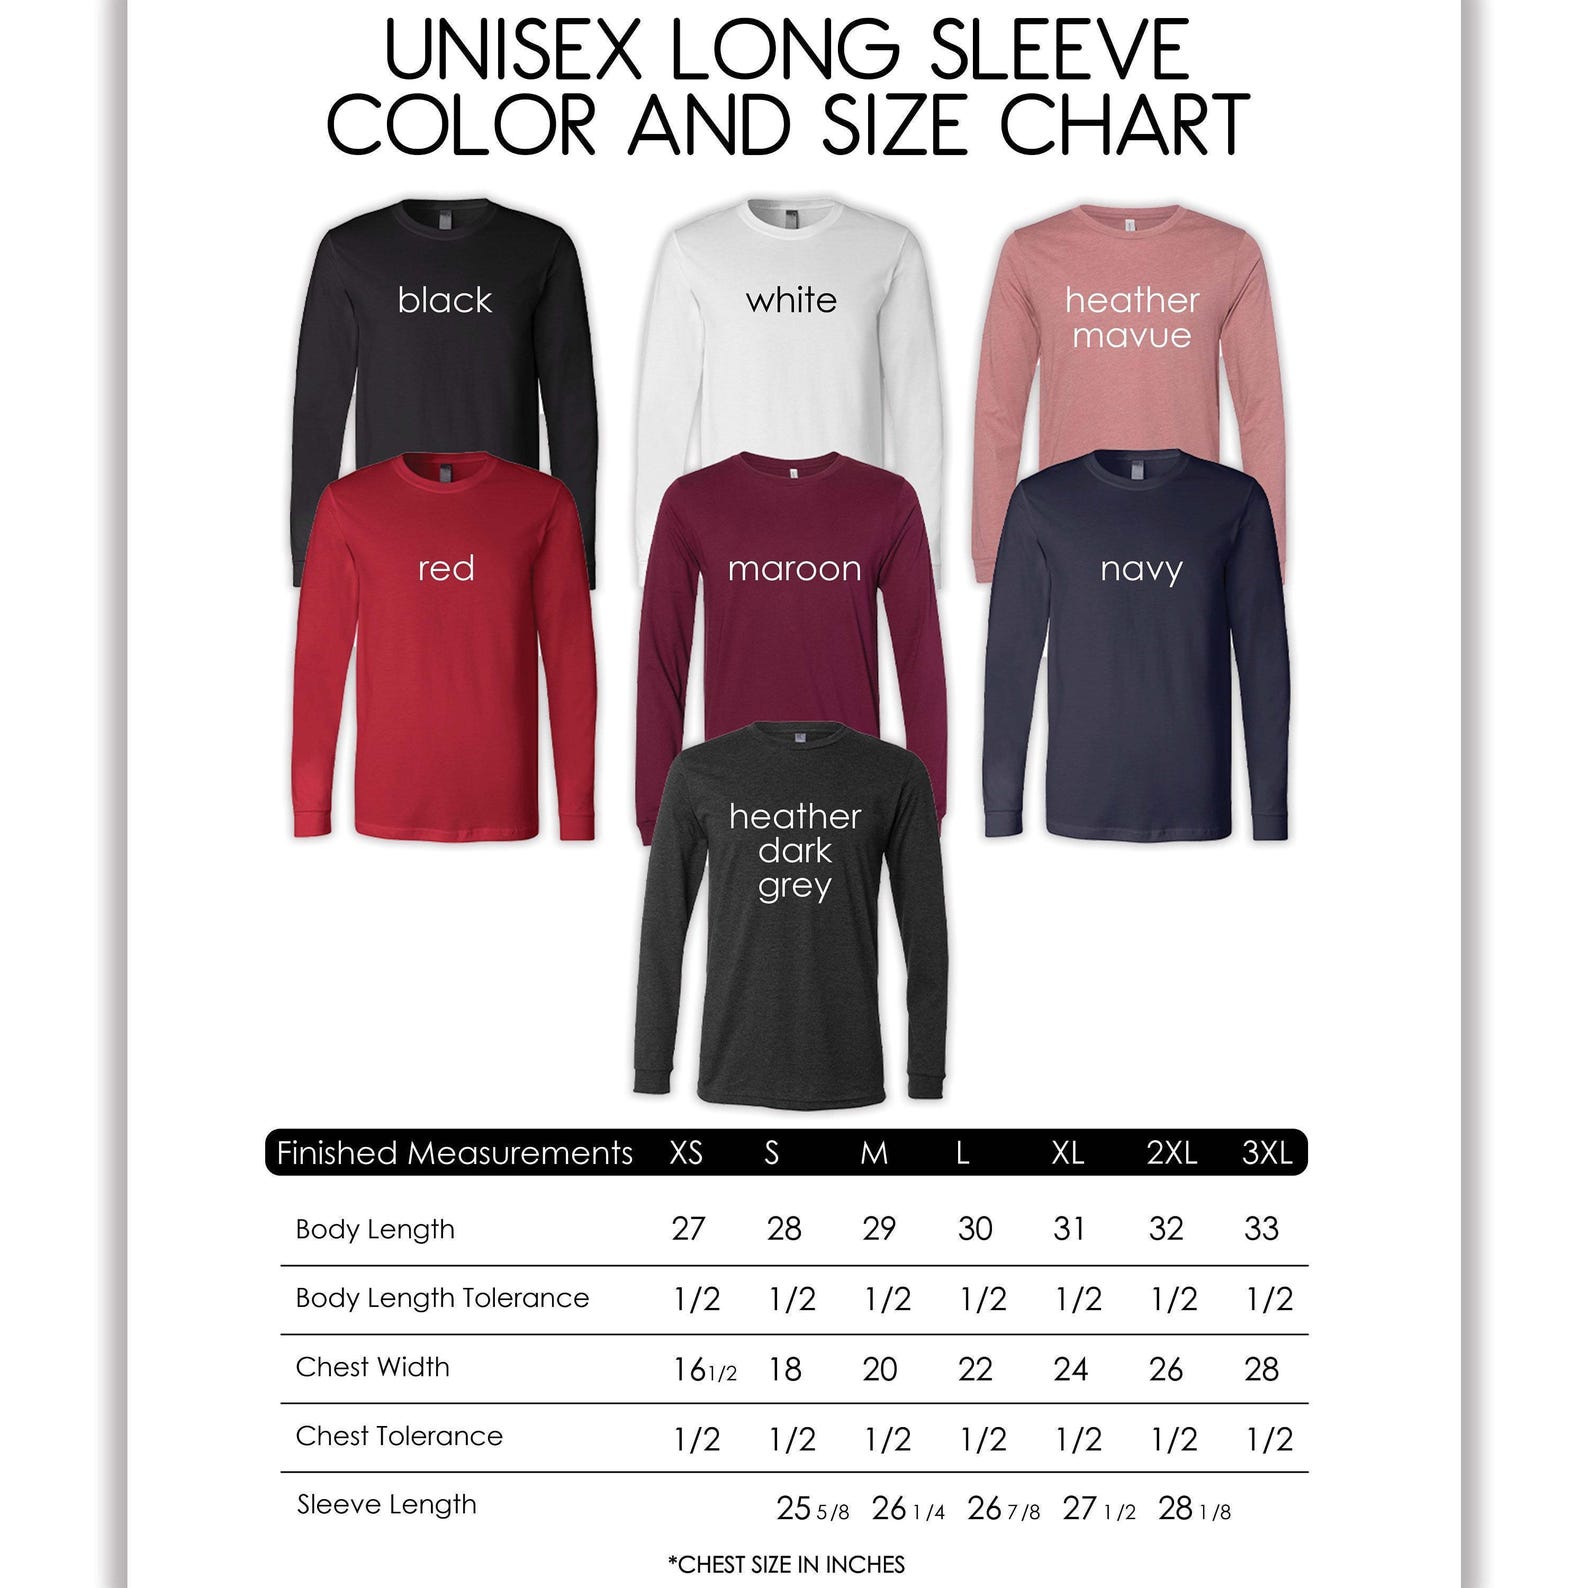 UNISEX LONG SLEEVE
COLOR AND SIZE CHART
black
white
heather
mavue
red
maroon
navy
heather
dark
grey
Finished Measurements XS S M L XL 2XL 3XL
Body Length 27 28 29 30 31 32 33
Body Length Tolerance 1/2 1/2 1/2 1/2 1/2 1/2 1/2
Chest Width 16 1/2 18 20 22 24 26 28
Chest Tolerance 1/2 1/2 1/2 1/2 1/2 1/2 1/2
Sleeve Length 25 5/8 26 1/4 26 7/8 27 1/2 28 1/8
*CHEST SIZE IN INCHES